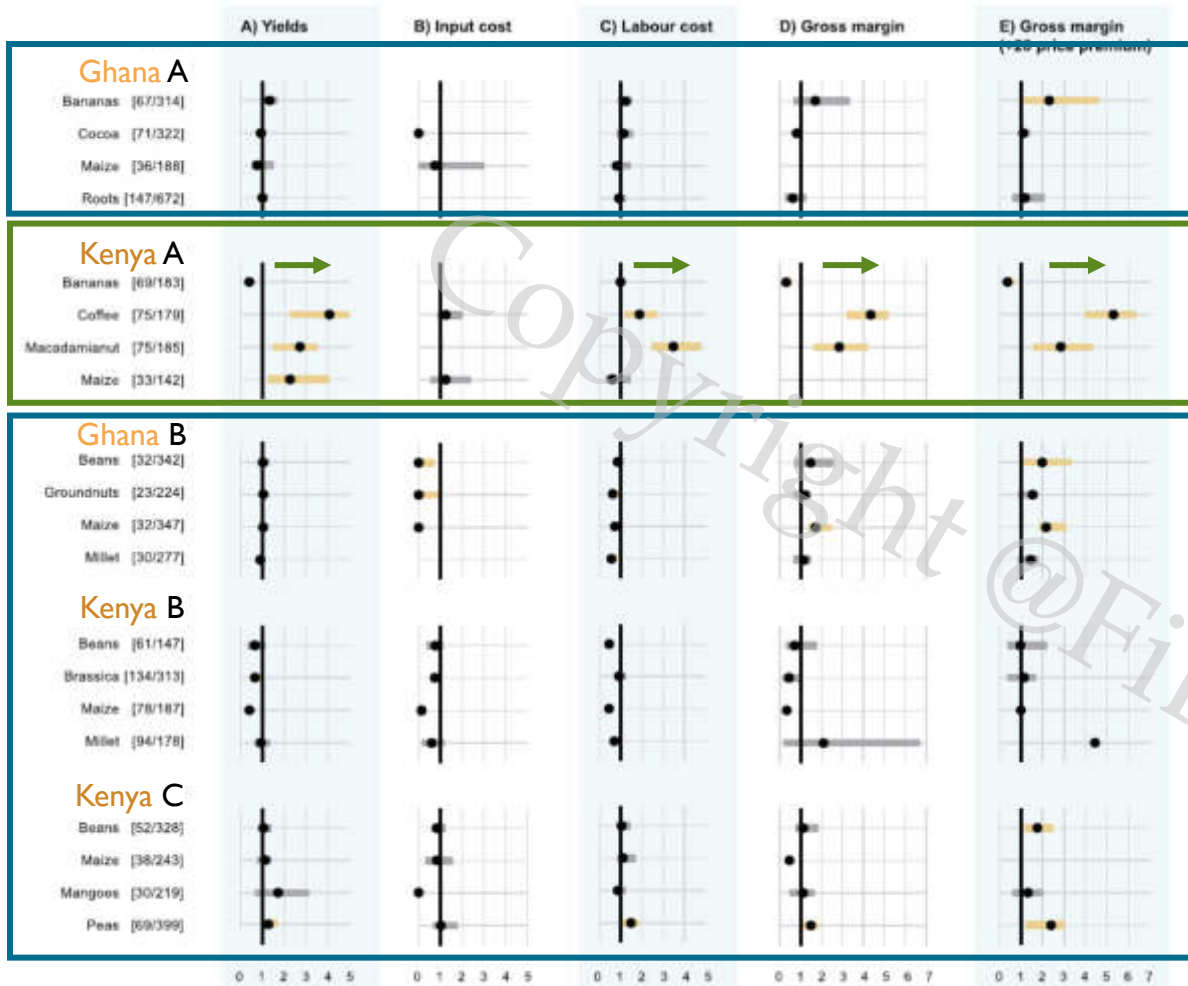 A) Yields B) Input cost C) Labour cost D) Gross margin E) Gross margin
(+20 price premium)
Ghana A
Bananas [67/314]
Cocoa [71/322]
Maize [36/188]
Roots [147/672]
Kenya A
Bananas [69/183]
Coffee [75/179]
Macadamianut [75/185]
Maize [33/142]
Ghana B
Beans [32/342]
Groundnuts [23/224]
Maize [32/347]
Millet [30/277]
Kenya B
Beans [61/147]
Brassica [134/313]
Maize [78/187]
Millet [94/178]
Kenya C
Beans [52/328]
Maize [38/243]
Mangoes [30/219]
Peas [69/399]
0 1 2 3 4 5 0 1 2 3 4 5 0 1 2 3 4 5 0 1 2 3 4 5 6 7 0 1 2 3 4 5 6 7
Copyright